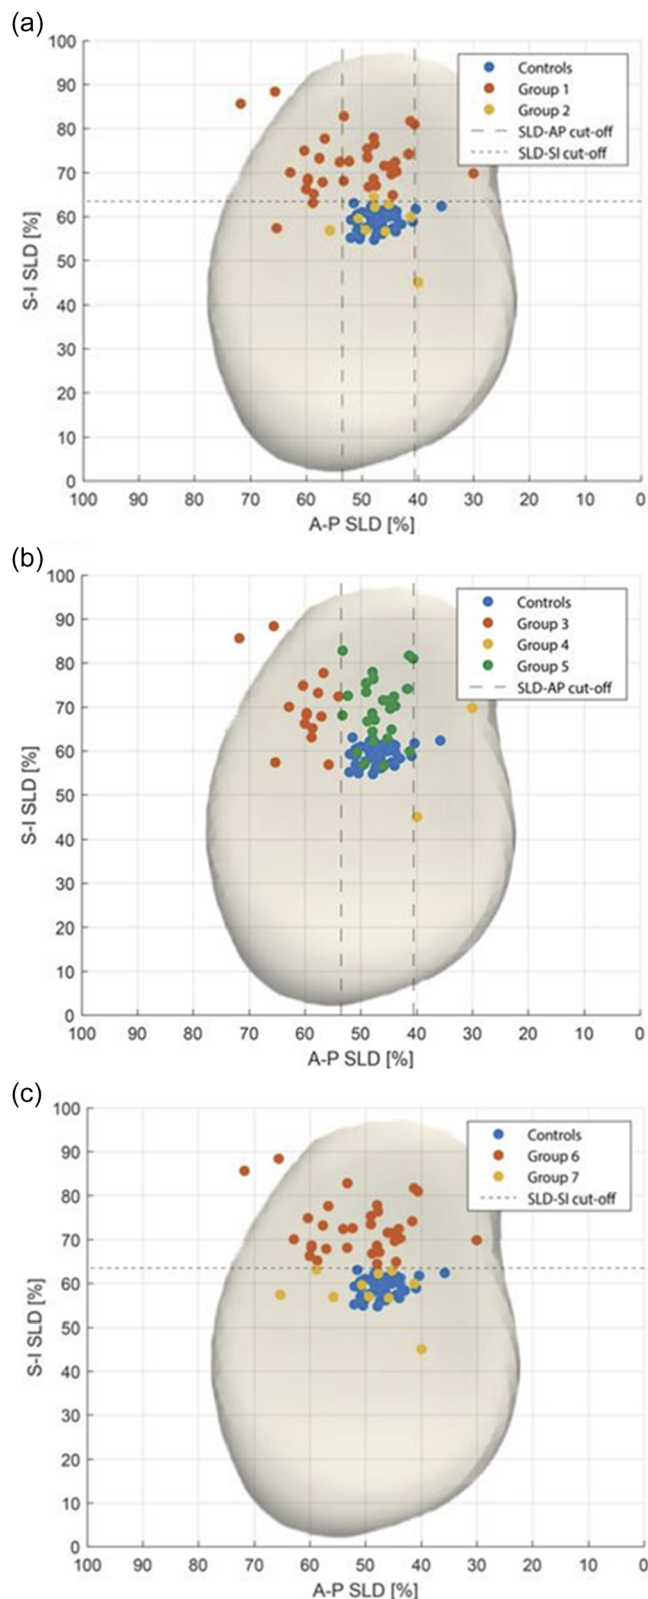 (a)
100
90
80
70
60
50
40
30
20
10
0
S-I SLD [%]
Controls
Group 1
Group 2
SLD-AP cut-off
SLD-SI cut-off
100 90 80 70 60 50 40 30 20 10 0
A-P SLD [%]
(b)
100
90
80
70
60
50
40
30
20
10
0
S-I SLD [%]
Controls
Group 3
Group 4
Group 5
SLD-AP cut-off
100 90 80 70 60 50 40 30 20 10 0
A-P SLD [%]
(c)
100
90
80
70
60
50
40
30
20
10
0
S-I SLD [%]
Controls
Group 6
Group 7
SLD-SI cut-off
100 90 80 70 60 50 40 30 20 10 0
A-P SLD [%]